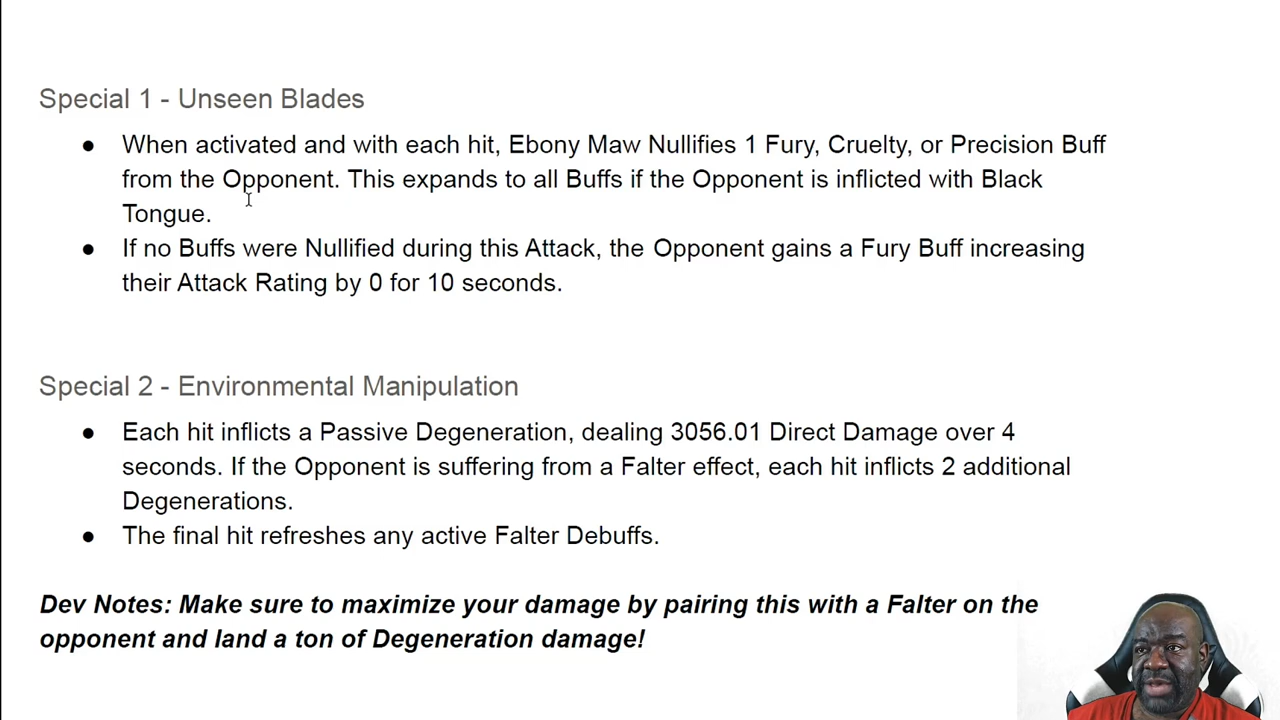 Special 1 - Unseen Blades
● When activated and with each hit, Ebony Maw Nullifies 1 Fury, Cruelty, or Precision Buff
from the Opponent. This expands to all Buffs if the Opponent is inflicted with Black
Tongue.
● If no Buffs were Nullified during this Attack, the Opponent gains a Fury Buff increasing
their Attack Rating by 0 for 10 seconds.
Special 2 - Environmental Manipulation
● Each hit inflicts a Passive Degeneration, dealing 3056.01 Direct Damage over 4
seconds. If the Opponent is suffering from a Falter effect, each hit inflicts 2 additional
Degenerations.
● The final hit refreshes any active Falter Debuffs.
Dev Notes: Make sure to maximize your damage by pairing this with a Falter on the
opponent and land a ton of Degeneration damage!